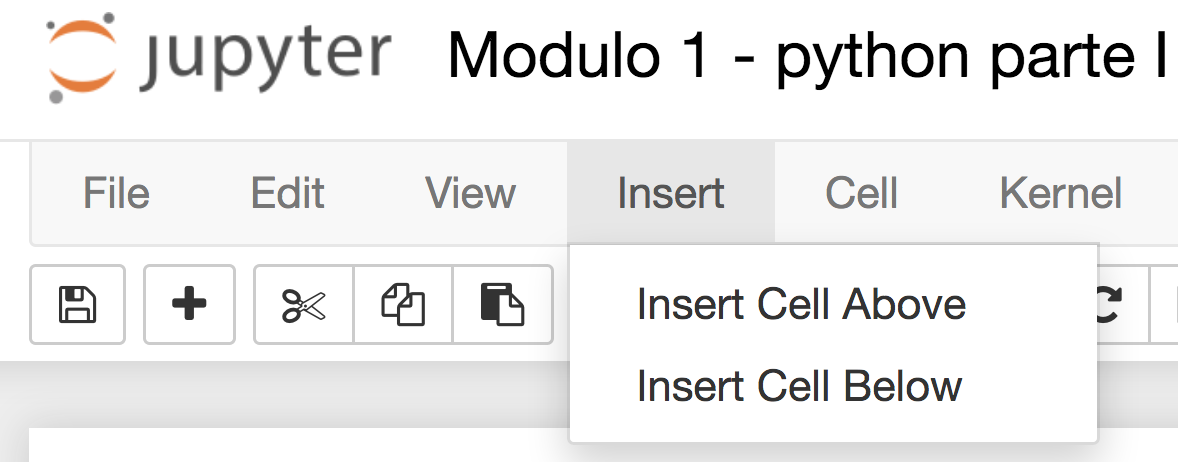 jupyter Modulo 1 - python parte I
File Edit View Insert Cell Kernel
Insert Cell Above
Insert Cell Below